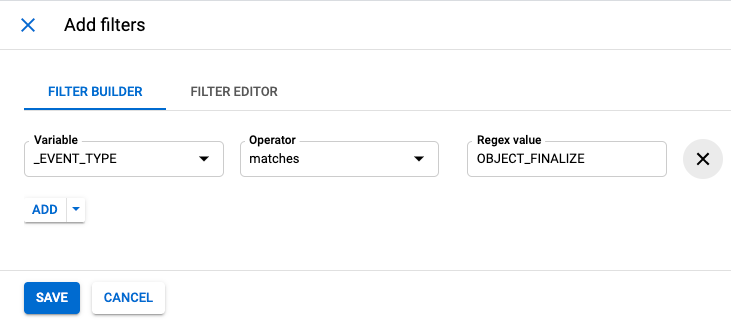 Add filters
FILTER BUILDER FILTER EDITOR
Variable Operator Regex value
_EVENT_TYPE matches OBJECT_FINALIZE
ADD
SAVE CANCEL